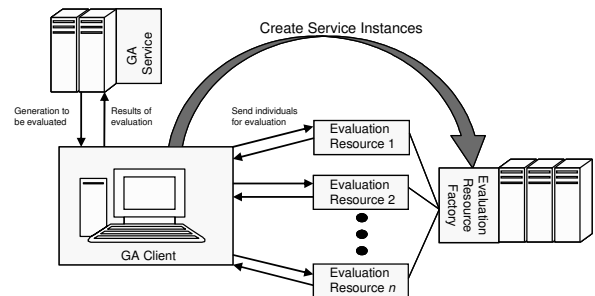 Create Service Instances
GA
Service
Generation to
be evaluated
Results of
evaluation
Send individuals
for evaluation
Evaluation
Resource 1
Evaluation
Resource 2
Evaluation
Resource n
Evaluation
Resource
Factory
GA Client